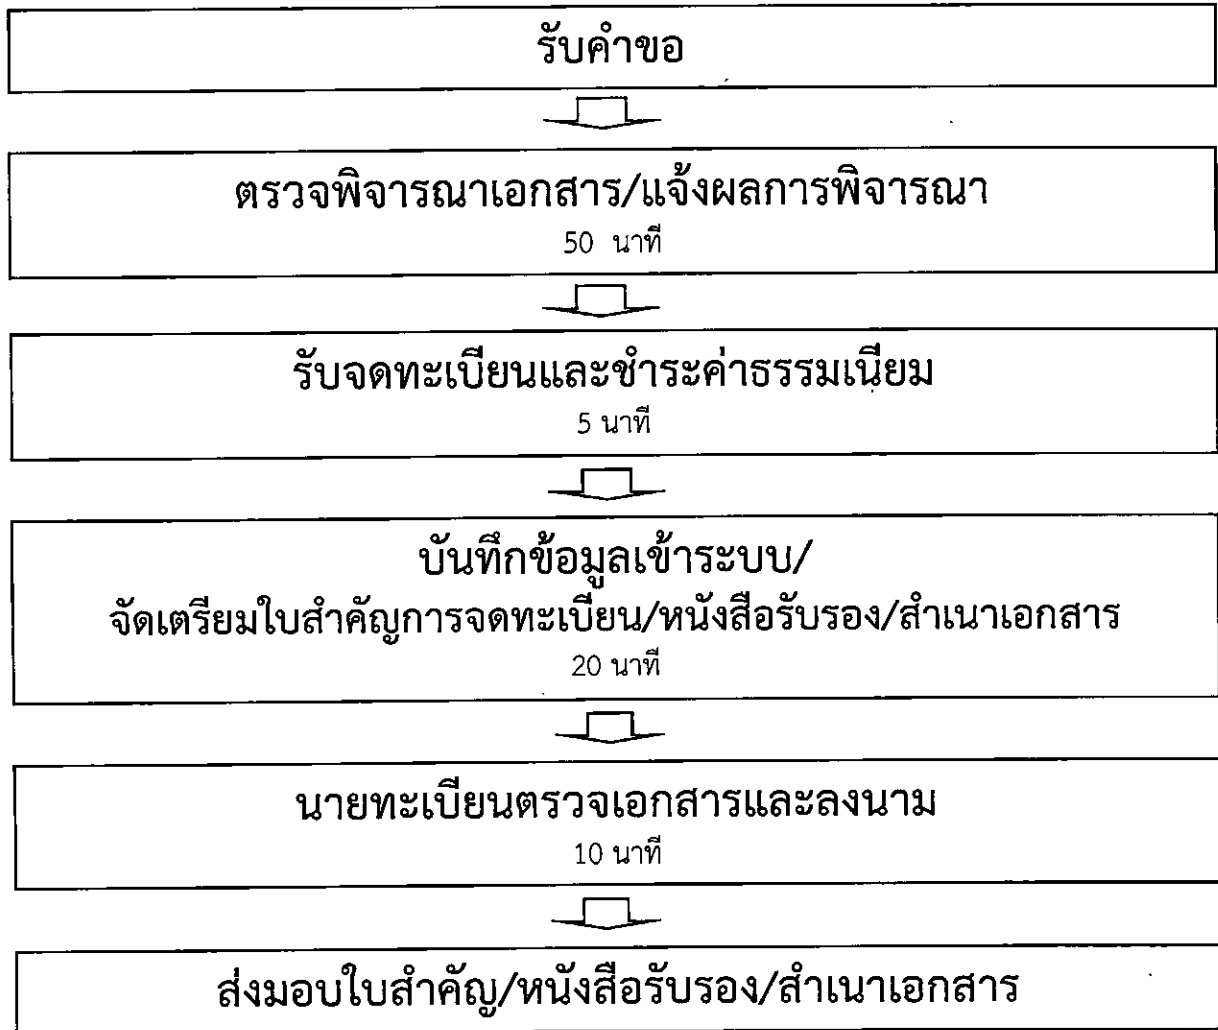 รับคำขอ
ตรวจพิจารณาเอกสาร/แจ้งผลการพิจารณา
50 นาที
รับจดทะเบียนและชำระค่าธรรมเนียม
5 นาที
บันทึกข้อมูลเข้าระบบ/
จัดเตรียมใบสำคัญการจดทะเบียน/หนังสือรับรอง/สำเนาเอกสาร
20 นาที
นายทะเบียนตรวจเอกสารและลงนาม
10 นาที
ส่งมอบใบสำคัญ/หนังสือรับรอง/สำเนาเอกสาร